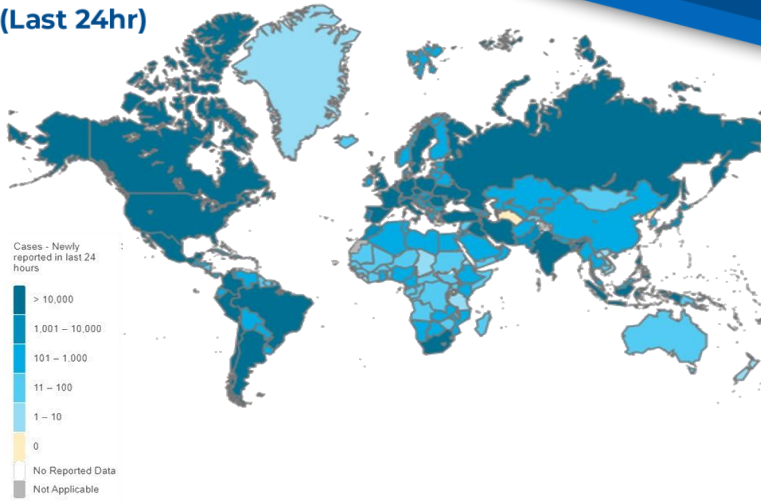 (Last 24hr)
Cases - Newly
reported in last 24
hours
> 10,000
1,001 – 10,000
101 – 1,000
11 – 100
1 – 10
0
No Reported Data
Not Applicable